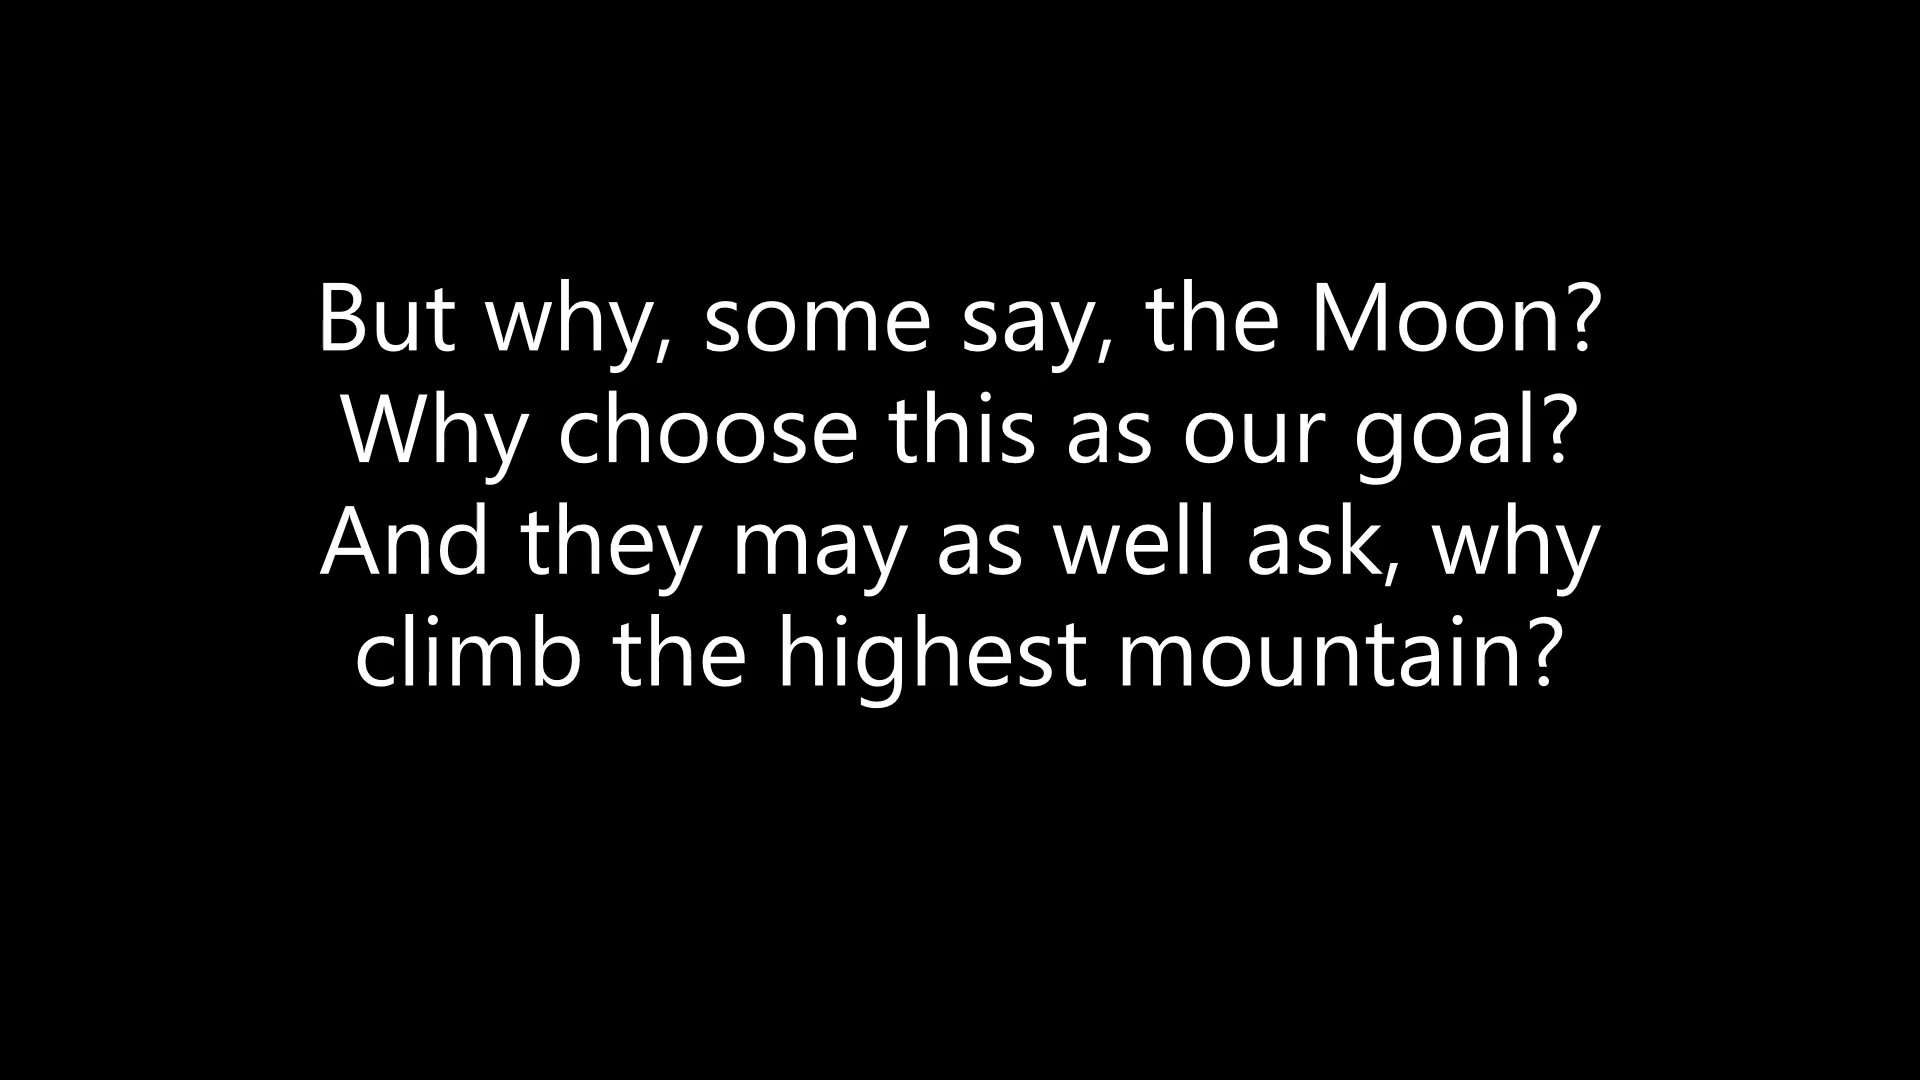 But why, some say, the Moon?
Why choose this as our goal?
And they may as well ask, why
climb the highest mountain?